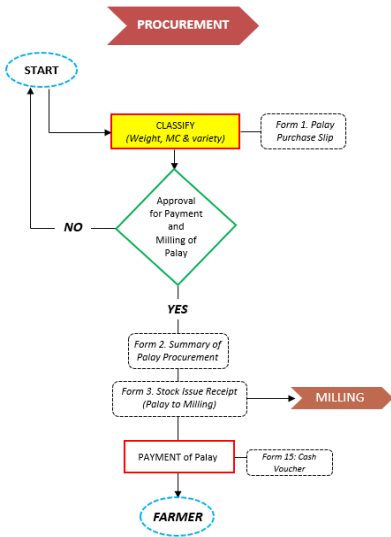 PROCUREMENT
START
CLASSIFY
(Weight, MC & variety)
Form 1. Palay
Purchase Slip
Approval
for Payment
and
Milling of
Palay
NO
YES
Form 2. Summary of
Palay Procurement
Form 3. Stock Issue Receipt
(Palay to Milling)
MILLING
PAYMENT of Palay
Form 15: Cash
Voucher
FARMER